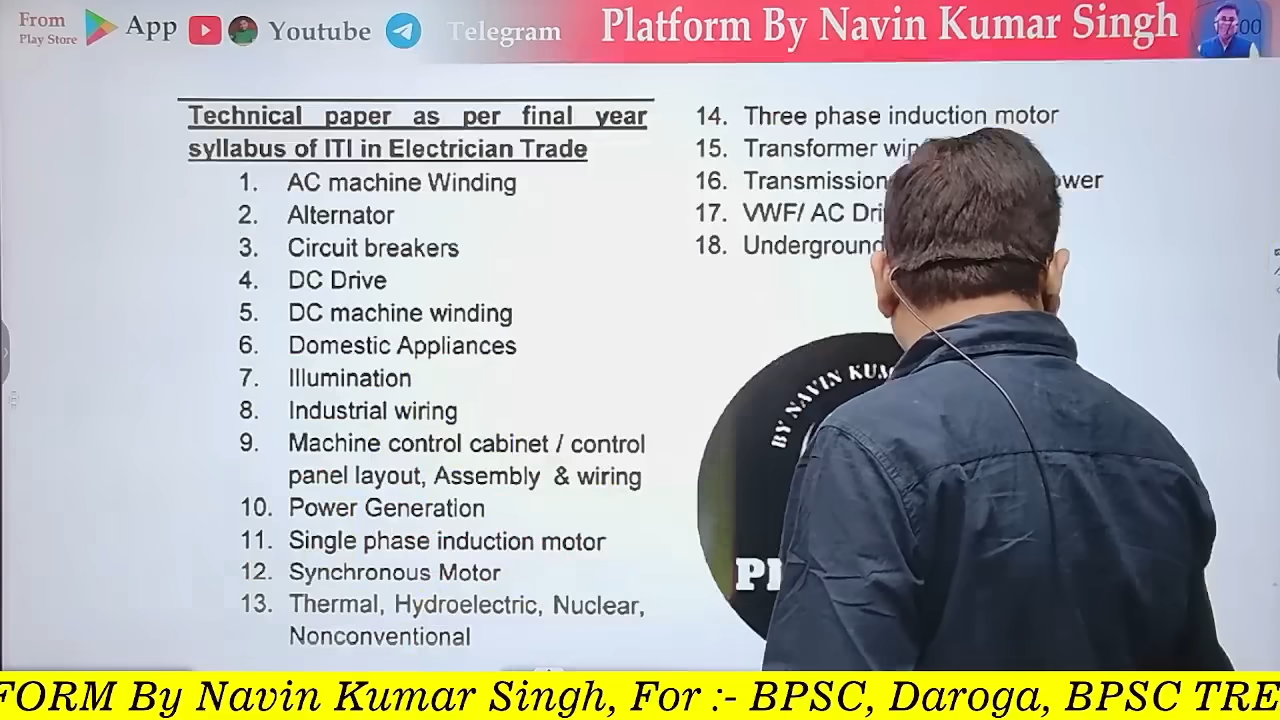 From
Play Store
App
Youtube
Telegram
Platform By Navin Kumar Singh
Technical paper as per final year
syllabus of ITI in Electrician Trade
1. AC machine Winding
2. Alternator
3. Circuit breakers
4. DC Drive
5. DC machine winding
6. Domestic Appliances
7. Illumination
8. Industrial wiring
9. Machine control cabinet / control
panel layout, Assembly & wiring
10. Power Generation
11. Single phase induction motor
12. Synchronous Motor
13. Thermal, Hydroelectric, Nuclear,
Nonconventional
14. Three phase induction motor
15. Transformer
16. Transmission
17. VWF/ AC
18. Underground
BY NAVIN
FORM By Navin Kumar Singh, For :- BPSC, Daroga, BPSC TRE